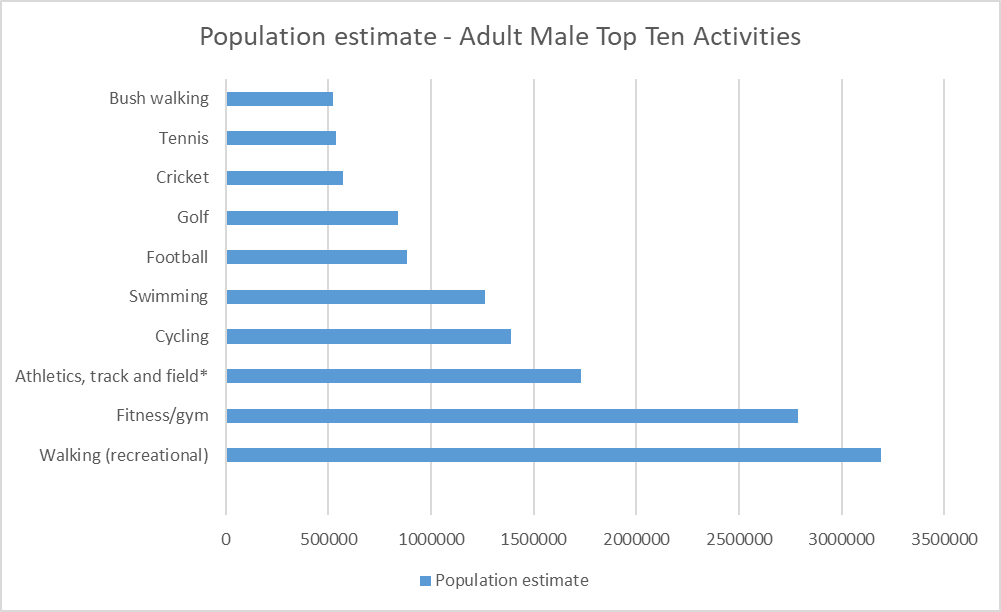 Population estimate - Adult Male Top Ten Activities
Bush walking
Tennis
Cricket
Golf
Football
Swimming
Cycling
Athletics, track and field*
Fitness/gym
Walking (recreational)
0 500000 1000000 1500000 2000000 2500000 3000000 3500000
Population estimate